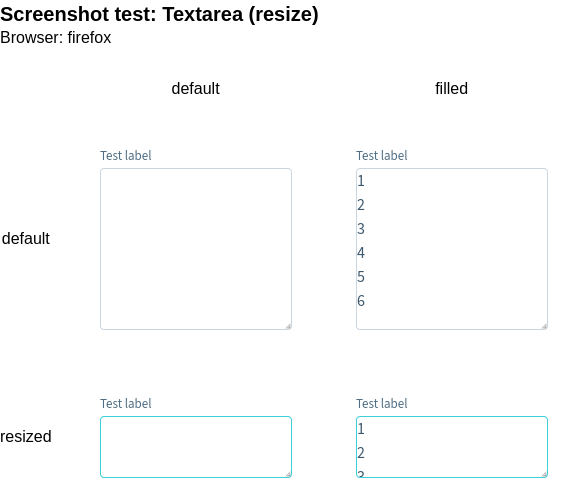 Screenshot test: Textarea (resize)
Browser: firefox
default filled
Test label Test label
default
1
2
3
4
5
6
Test label Test label
resized
1
2
3